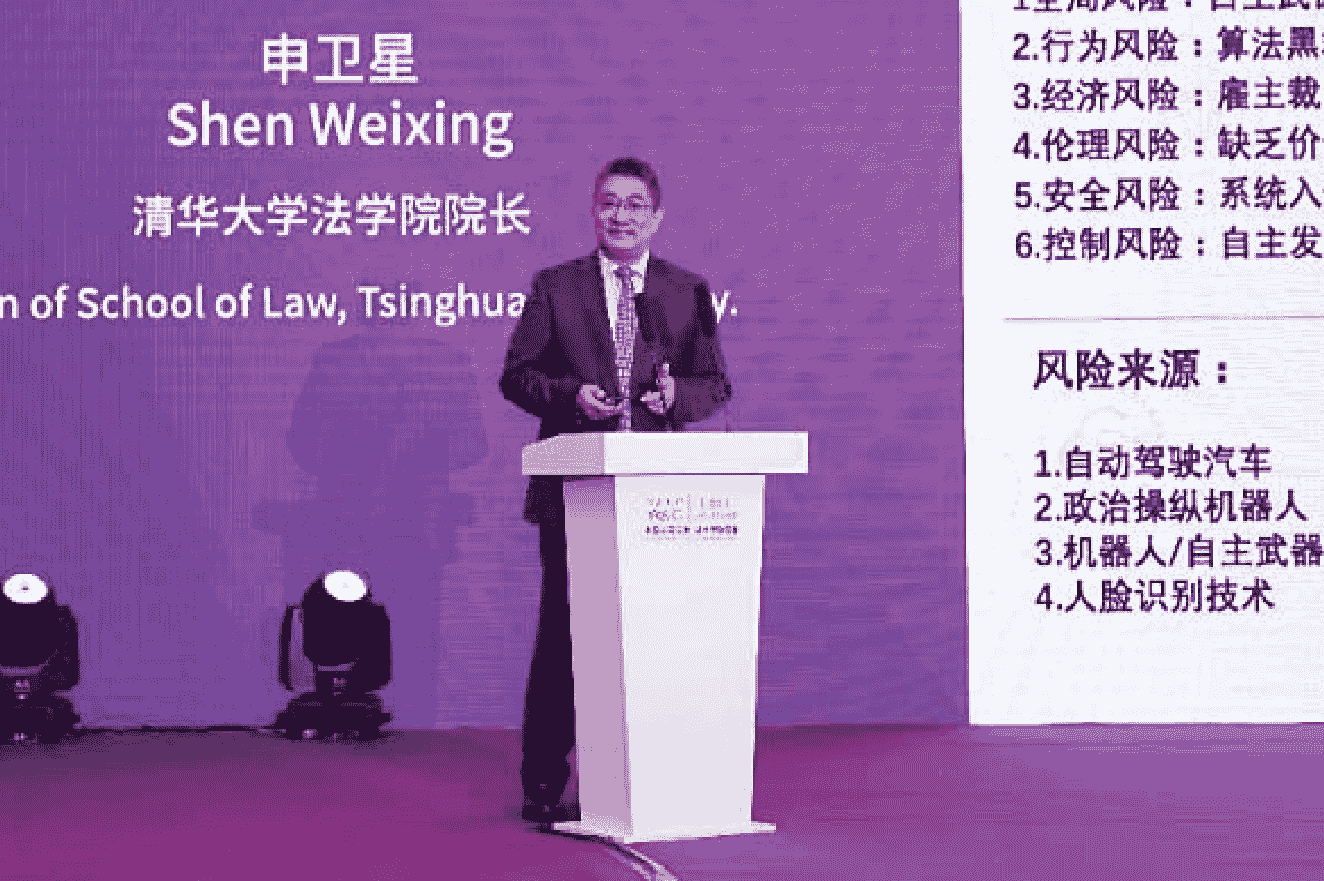 申卫星
Shen Weixing
清华大学法学院院长
n of School of Law, Tsinghua y.
2.行为风险：算法黑
3.经济风险：雇主裁
4.伦理风险：缺乏价
5.安全风险：系统入
6.控制风险：自主发
风险来源：
1.自动驾驶汽车
2.政治操纵机器人
3.机器人/自主武器
4.人脸识别技术